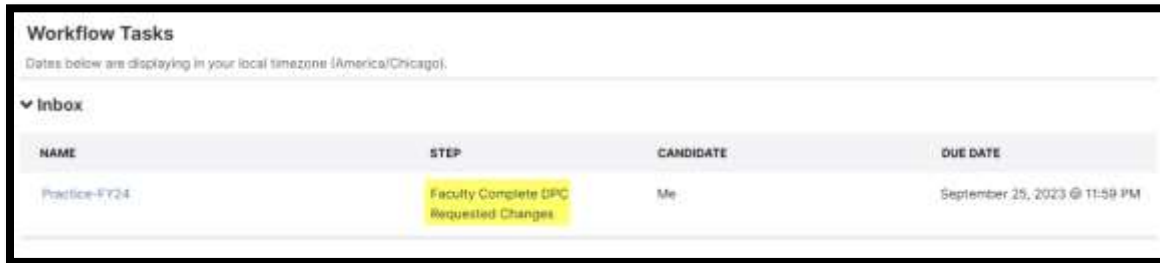 Workflow Tasks
Dates below are displaying in your local timezone (America/Chicago).
Inbox
NAME STEP CANDIDATE DUE DATE
Practice-FY24 Faculty Complete DPC Me September 25, 2023 @ 11:59 PM
Requested Changes